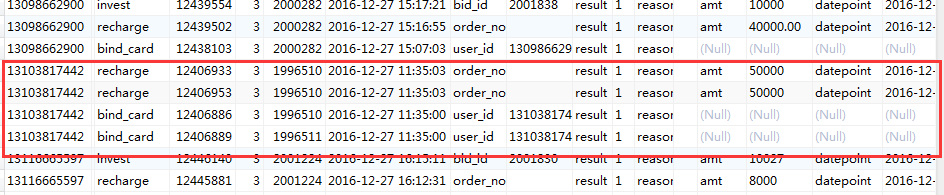 13098662900 invest 12439554 3 2000282 2016-12-27 15:17:21 bid_id 2001838 result 1 reason amt 10000 datepoint 2016-12-
13098662900 recharge 12439502 3 2000282 2016-12-27 15:16:55 order_no result 1 reason amt 40000.00 datepoint 2016-12-
13098662900 bind_card 12438103 3 2000282 2016-12-27 15:07:03 user_id 130986629 result 1 reason (Null) (Null) (Null) (Null)
13103817442 recharge 12406933 3 1996510 2016-12-27 11:35:03 order_no result 1 reason amt 50000 datepoint 2016-12-
13103817442 recharge 12406953 3 1996510 2016-12-27 11:35:03 order_no result 1 reason amt 50000 datepoint 2016-12-
13103817442 bind_card 12406886 3 1996510 2016-12-27 11:35:00 user_id 131038174 result 1 reason (Null) (Null) (Null) (Null)
13103817442 bind_card 12406889 3 1996511 2016-12-27 11:35:00 user_id 131038174 result 1 reason (Null) (Null) (Null) (Null)
13116665597 invest 12446140 3 2001224 2016-12-27 16:15:11 bid_id 2001830 result 1 reason amt 10027 datepoint 2016-12-
13116665597 recharge 12445881 3 2001224 2016-12-27 16:12:31 order_no result 1 reason amt 8000 datepoint 2016-12-